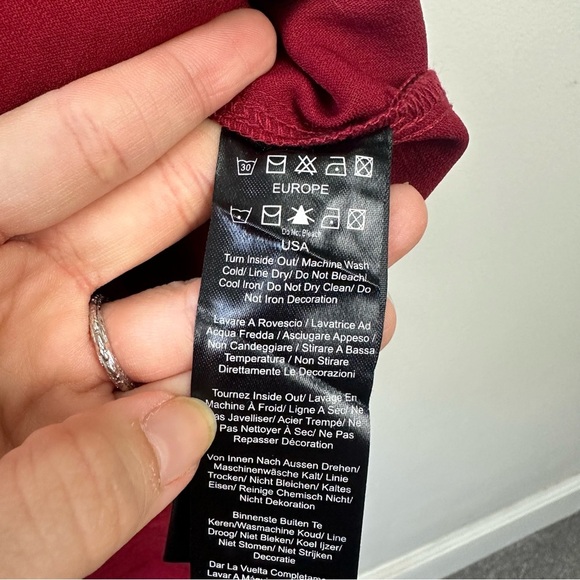 30
EUROPE
Do Not Bleach
USA
Turn Inside Out/ Machine Wash
Cold/ Line Dry/ Do Not Bleach/
Cool Iron/ Do Not Dry Clean/ Do
Not Iron Decoration
Lavare A Rovescio / Lavatrice Ad
Acqua Fredda / Asciugare Appeso /
Non Candeggiare / Stirare A Bassa
Temperatura / Non Stirare
Direttamente Le Decorazioni
Tournez Inside Out/ Lavage En
Machine À Froid/ Ligne A Sec/ Ne
Pas Javelliser/ Acier Trempé/ Ne
Pas Nettoyer À Sec/ Ne Pas
Repasser Décoration
Von Innen Nach Aussen Drehen/
Maschinenwäsche Kalt/ Linie
Trocken/ Nicht Bleichen/ Kaltes
Eisen/ Reinige Chemisch Nicht/
Nicht Dekoration/
Binnenste Buiten Te
Keren/Wasmachine Koud/ Line
Droog/ Niet Bleken/ Koel Ijzer/
Niet Stomen/ Niet Strijken
Decoratie
Dar La Vuelta Completame
Lavar A